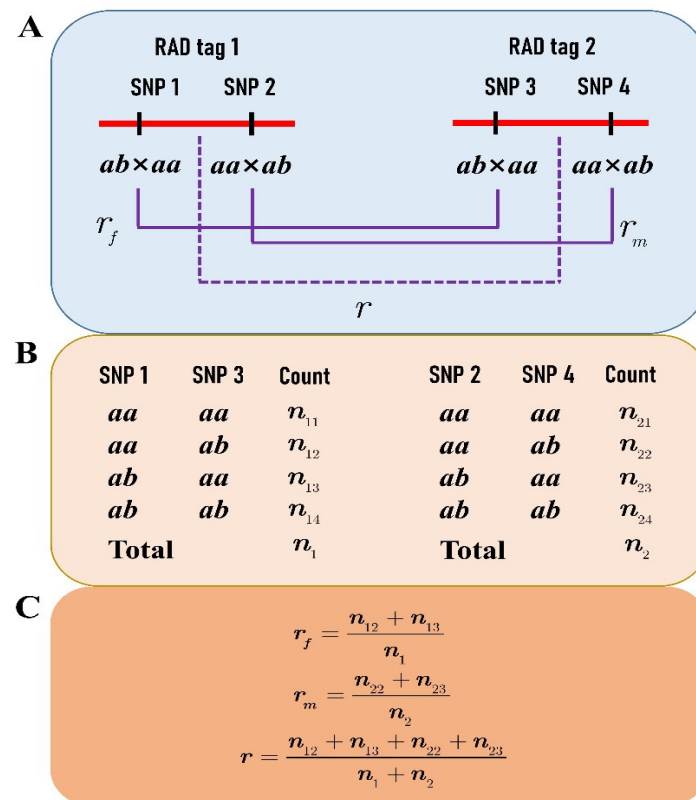 A
RAD tag 1 RAD tag 2
SNP 1 SNP 2 SNP 3 SNP 4
ab×aa aa×ab ab×aa aa×ab
r_f r_m
r
B
SNP 1 SNP 3 Count SNP 2 SNP 4 Count
aa aa n_11 aa aa n_21
aa ab n_12 aa ab n_22
ab aa n_13 ab aa n_23
ab ab n_14 ab ab n_24
Total n_1 Total n_2
C
r_f = (n_12 + n_13) / n_1
r_m = (n_22 + n_23) / n_2
r = (n_12 + n_13 + n_22 + n_23) / (n_1 + n_2)